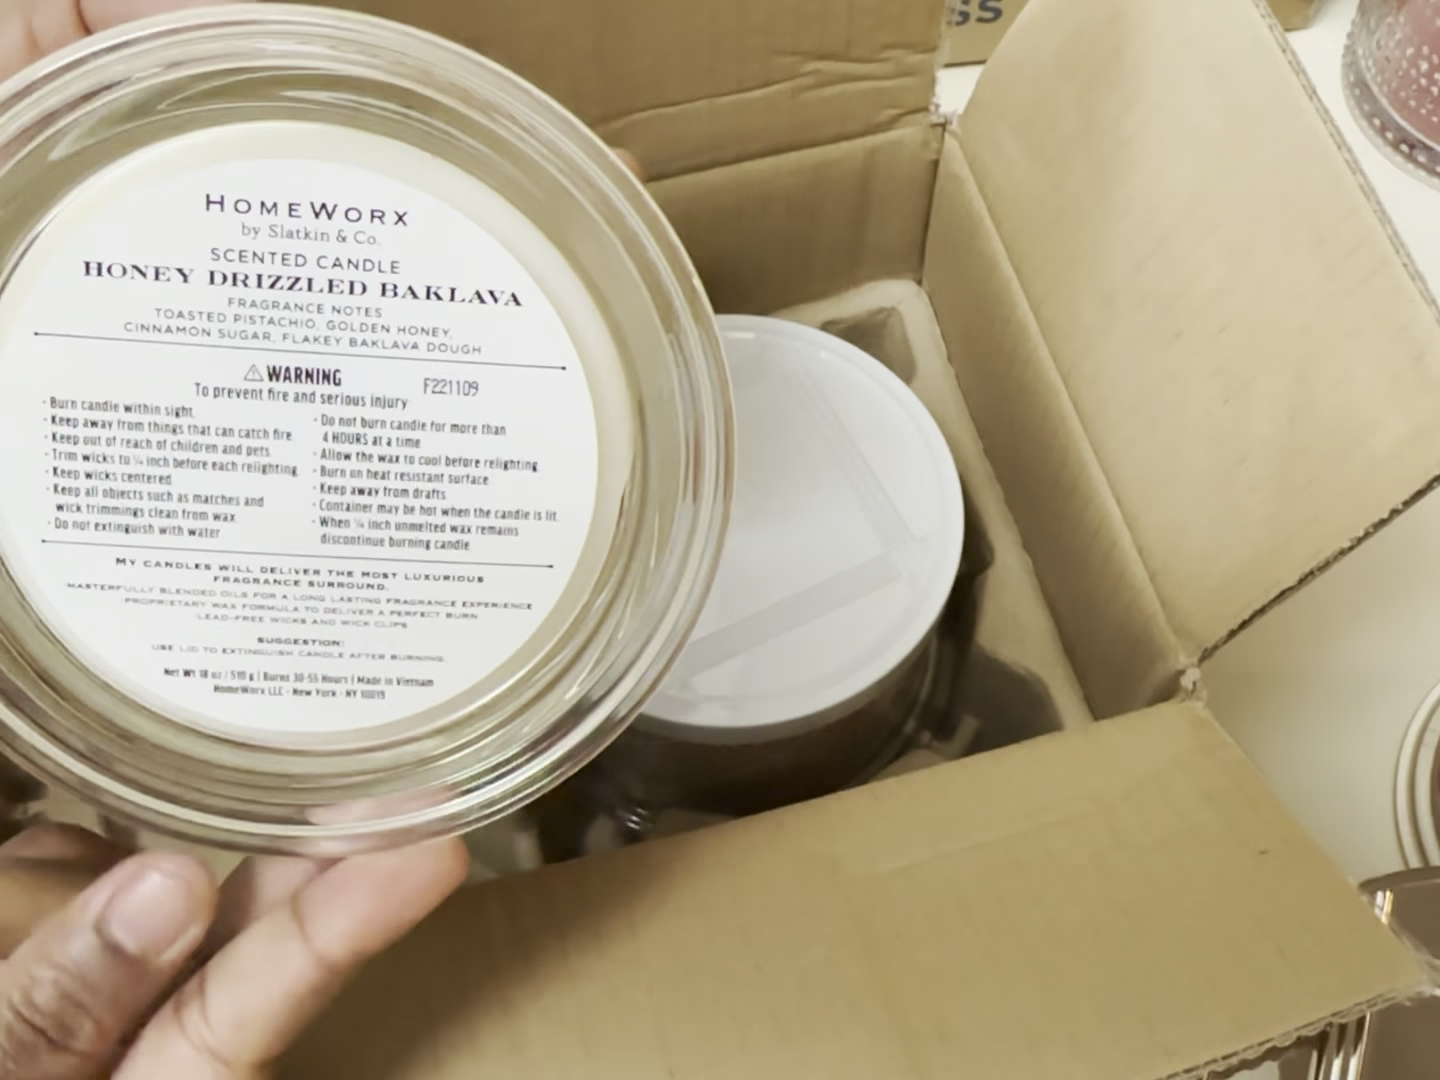 GS
HOMEWORX
by Slatkin & Co.
SCENTED CANDLE
HONEY DRIZZLED BAKLAVA
FRAGRANCE NOTES
TOASTED PISTACHIO, GOLDEN HONEY,
CINNAMON SUGAR, FLAKEY BAKLAVA DOUGH
⚠WARNING
F221109
To prevent fire and serious injury
· Burn candle within sight
· Keep away from things that can catch fire
· Keep out of reach of children and pets
· Trim wicks to ¼ inch before each relighting
· Keep wicks centered
· Keep all objects such as matches and
wick trimmings clean from wax
· Do not extinguish with water
· Do not burn candle for more than
4 HOURS at a time
· Allow the wax to cool before relighting
· Burn on heat resistant surface
· Keep away from drafts
· Container may be hot when the candle is lit.
· When ¼ inch unmelted wax remains
discontinue burning candle
MY CANDLES WILL DELIVER THE MOST LUXURIOUS
FRAGRANCE SURROUND.
·MASTERFULLY BLENDED OILS FOR A LONG LASTING FRAGRANCE EXPERIENCE
·PROPRIETARY WAX FORMULA TO DELIVER A PERFECT BURN
·LEAD-FREE WICKS AND WICK CLIPS
SUGGESTION:
USE LID TO EXTINGUISH CANDLE AFTER BURNING.
Net Wt 18 oz / 510 g | Burns 30-55 Hours | Made in Vietnam
HomeWorx LLC - New York - NY 10019